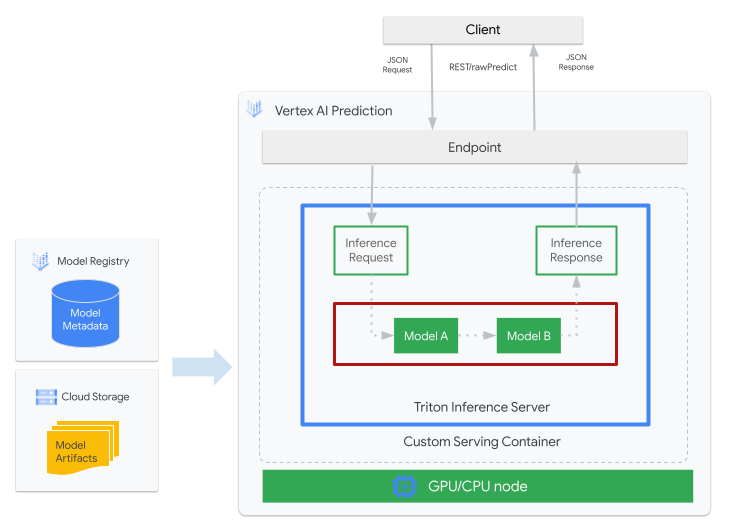 Client
JSON
Request
REST/rawPredict
JSON
Response
Vertex AI Prediction
Endpoint
Inference
Request
Inference
Response
Model Registry
Model
Metadata
Model A
Model B
Cloud Storage
Model
Artifacts
Triton Inference Server
Custom Serving Container
GPU/CPU node